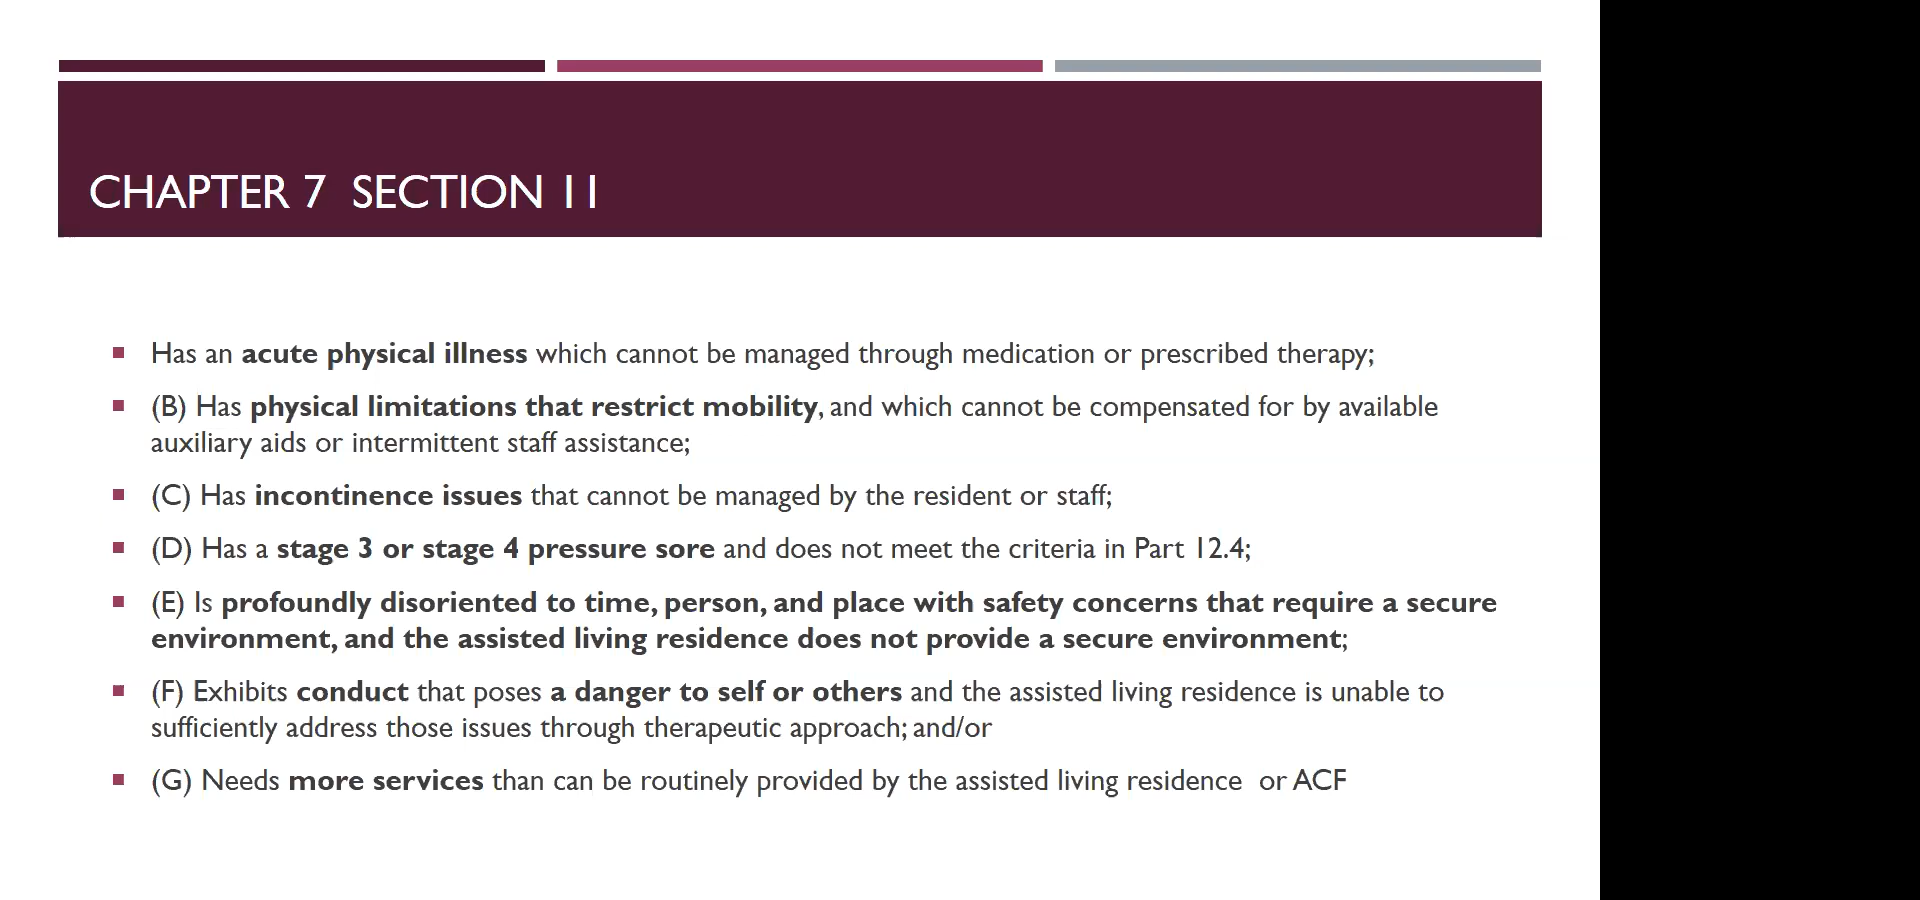 CHAPTER 7 SECTION 11
Has an acute physical illness which cannot be managed through medication or prescribed therapy;
(B) Has physical limitations that restrict mobility, and which cannot be compensated for by available
auxiliary aids or intermittent staff assistance;
(C) Has incontinence issues that cannot be managed by the resident or staff;
(D) Has a stage 3 or stage 4 pressure sore and does not meet the criteria in Part 12.4;
(E) Is profoundly disoriented to time, person, and place with safety concerns that require a secure
environment, and the assisted living residence does not provide a secure environment;
(F) Exhibits conduct that poses a danger to self or others and the assisted living residence is unable to
sufficiently address those issues through therapeutic approach; and/or
(G) Needs more services than can be routinely provided by the assisted living residence or ACF